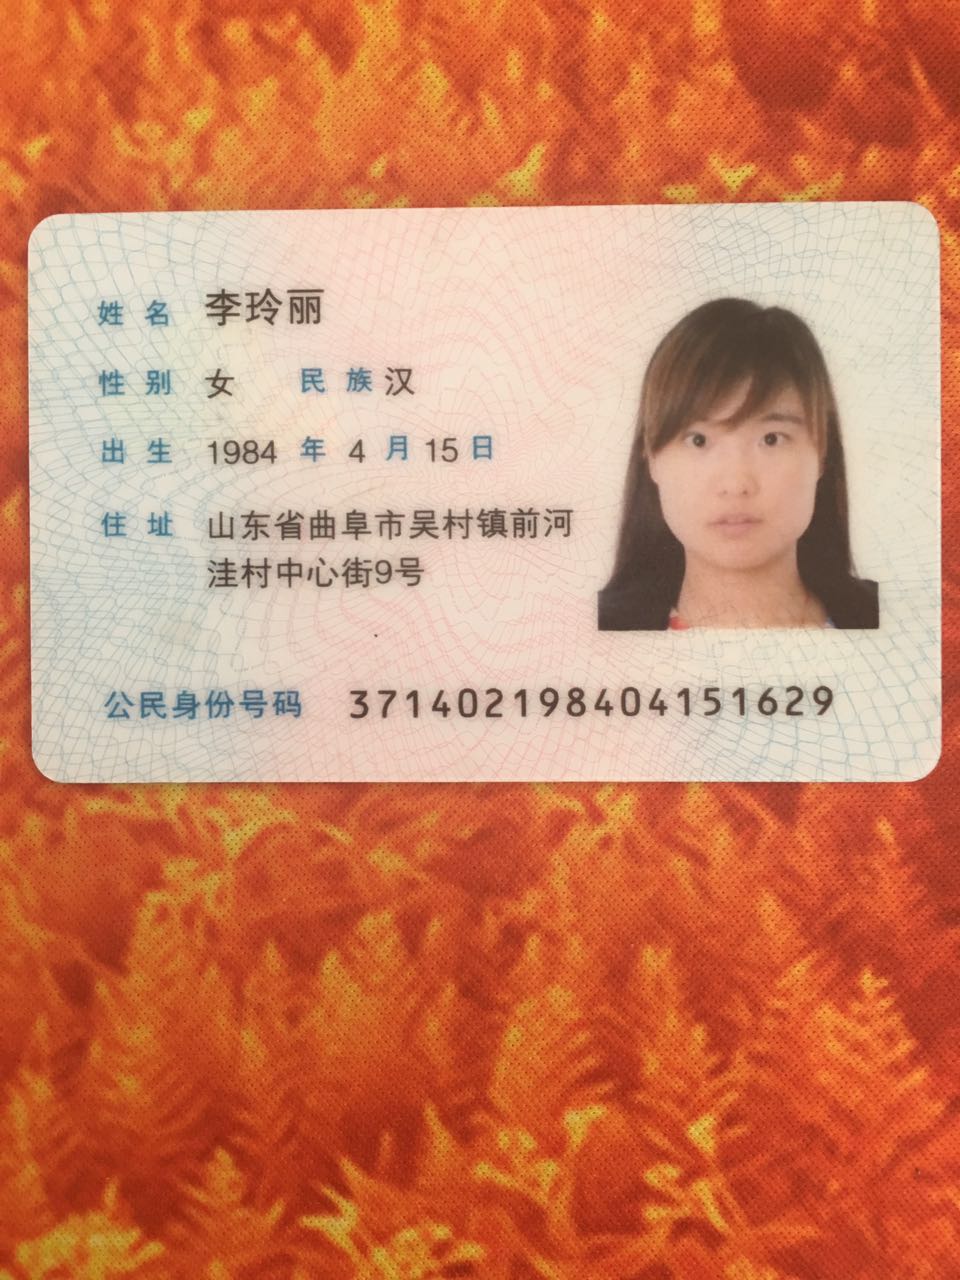 姓名 李玲丽
性别 女 民族 汉
出生 1984 年 4 月 15 日
住址 山东省曲阜市吴村镇前河
洼村中心街9号
公民身份号码 371402198404151629